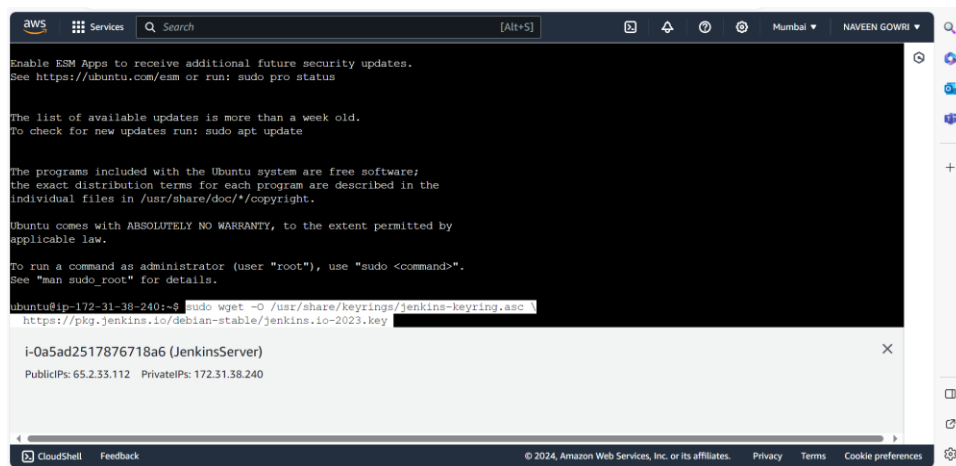 aws Services Search [Alt+S] Mumbai NAVEEN GOWRI
Enable ESM Apps to receive additional future security updates.
See https://ubuntu.com/esm or run: sudo pro status
The list of available updates is more than a week old.
To check for new updates run: sudo apt update
The programs included with the Ubuntu system are free software;
the exact distribution terms for each program are described in the
individual files in /usr/share/doc/*/copyright.
Ubuntu comes with ABSOLUTELY NO WARRANTY, to the extent permitted by
applicable law.
To run a command as administrator (user "root"), use "sudo <command>".
See "man sudo_root" for details.
ubuntu@ip-172-31-38-240:~$ sudo wget -O /usr/share/keyrings/jenkins-keyring.asc \
https://pkg.jenkins.io/debian-stable/jenkins.io-2023.key
i-0a5ad2517876718a6 (JenkinsServer)
PublicIPs: 65.2.33.112 PrivateIPs: 172.31.38.240
CloudShell Feedback © 2024, Amazon Web Services, Inc. or its affiliates. Privacy Terms Cookie preferences